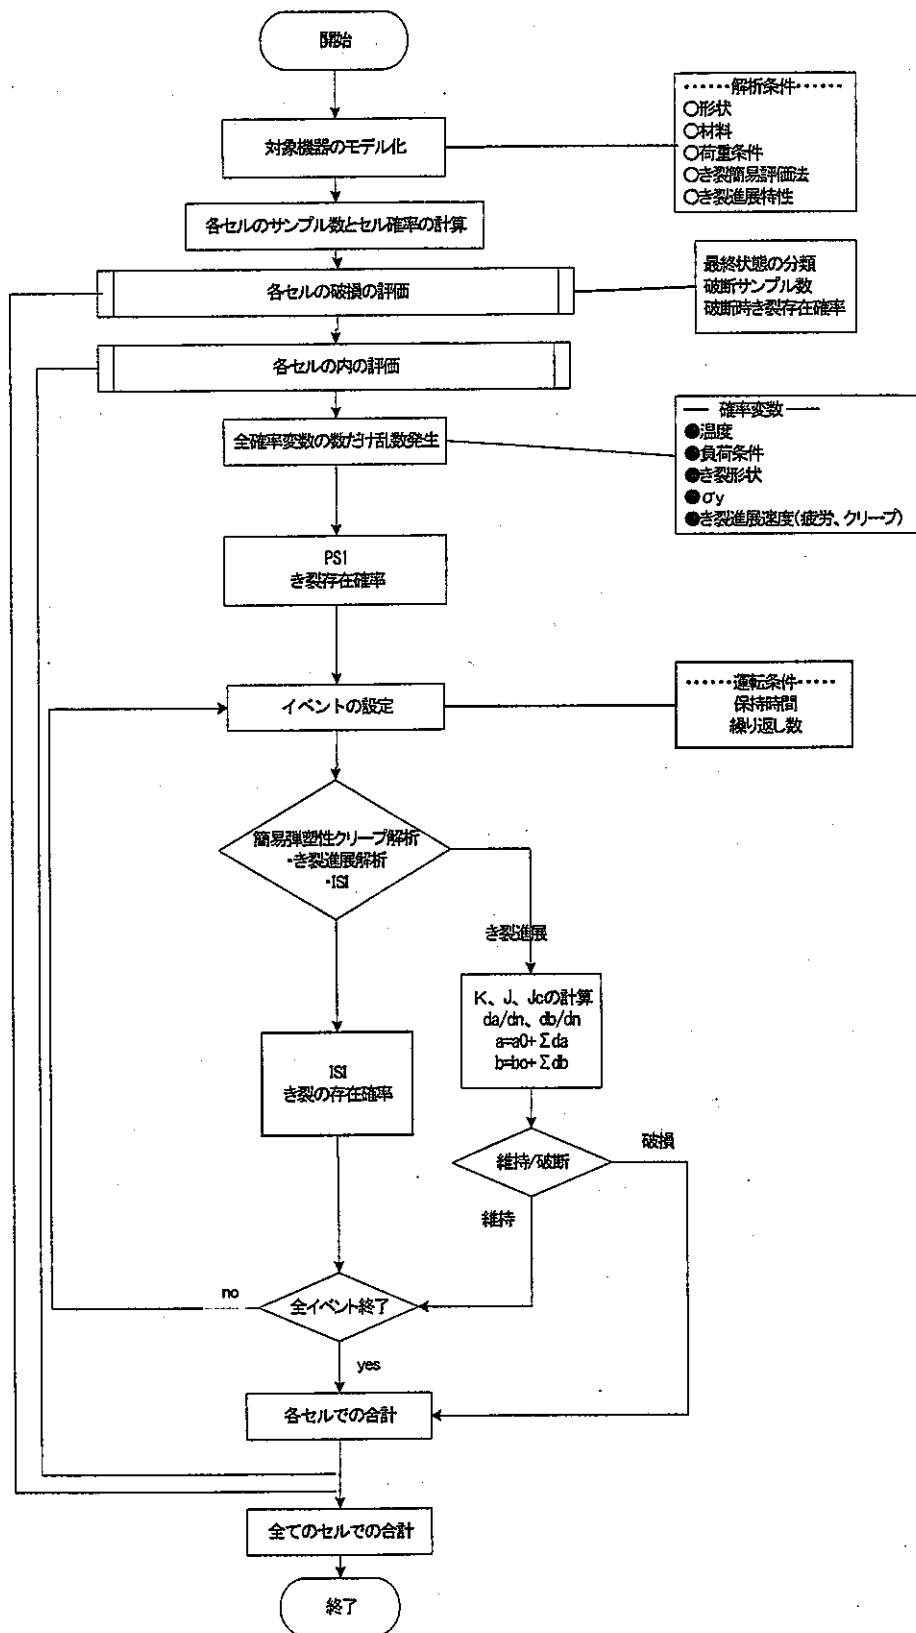 開始
‥‥‥解析条件‥‥‥
○形状
○材料
○荷重条件
○き裂簡易評価法
○き裂進展特性
対象機器のモデル化
各セルのサンプル数とセル確率の計算
最終状態の分類
破断サンプル数
破断時き裂存在確率
各セルの破損の評価
各セルの内の評価
― 確率変数 ―
●温度
●負荷条件
●き裂形状
●σy
●き裂進展速度(疲労、クリープ)
全確率変数の数だけ乱数発生
PSI
き裂存在確率
‥‥‥運転条件‥‥‥
保持時間
繰り返し数
イベントの設定
簡易弾塑性クリープ解析
・き裂進展解析
・ISI
き裂進展
K、J、Jcの計算
da/dn、db/dn
a=a0+Σda
b=bo+Σdb
ISI
き裂の存在確率
破損
維持/破断
維持
no
全イベント終了
yes
各セルでの合計
全てのセルでの合計
終了